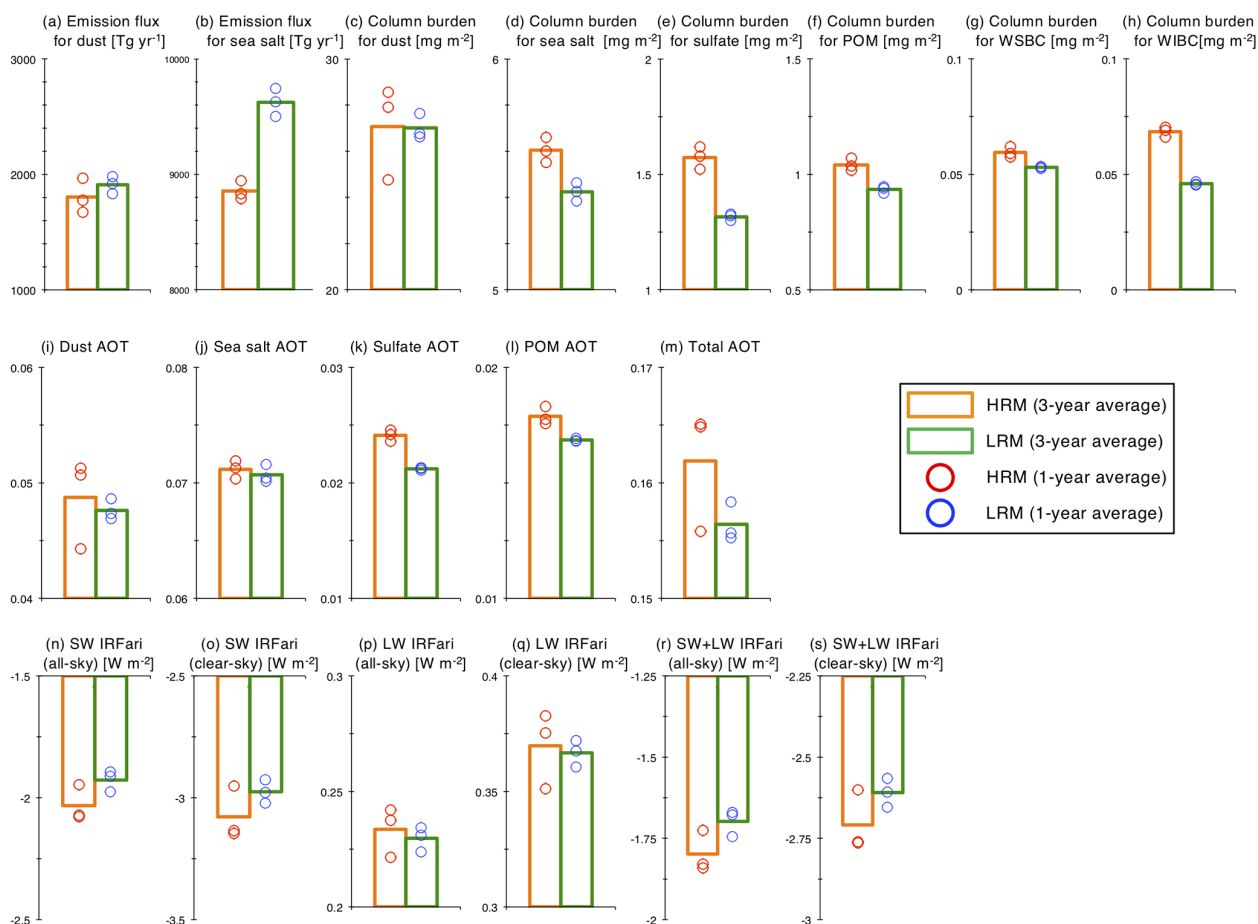 (a) Emission flux
for dust [Tg yr-1]
(b) Emission flux
for sea salt [Tg yr-1]
(c) Column burden
for dust [mg m-2]
(d) Column burden
for sea salt [mg m-2]
(e) Column burden
for sulfate [mg m-2]
(f) Column burden
for POM [mg m-2]
(g) Column burden
for WSBC [mg m-2]
(h) Column burden
for WIBC[mg m-2]
3000
2000
1000
10000
9000
8000
30
20
6
5
2
1.5
1
1.5
1
0.5
0.1
0.05
0
0.1
0.05
0
(i) Dust AOT
0.06
0.05
0.04
(j) Sea salt AOT
0.08
0.07
0.06
(k) Sulfate AOT
0.03
0.02
0.01
(l) POM AOT
0.02
0.01
(m) Total AOT
0.17
0.16
0.15
HRM (3-year average)
LRM (3-year average)
HRM (1-year average)
LRM (1-year average)
(n) SW IRFari
(all-sky) [W m-2]
-1.5
-2
-2.5
(o) SW IRFari
(clear-sky) [W m-2]
-2.5
-3
-3.5
(p) LW IRFari
(all-sky) [W m-2]
0.3
0.25
0.2
(q) LW IRFari
(clear-sky) [W m-2]
0.4
0.35
0.3
(r) SW+LW IRFari
(all-sky) [W m-2]
-1.25
-1.5
-1.75
-2
(s) SW+LW IRFari
(clear-sky) [W m-2]
-2.25
-2.5
-2.75
-3